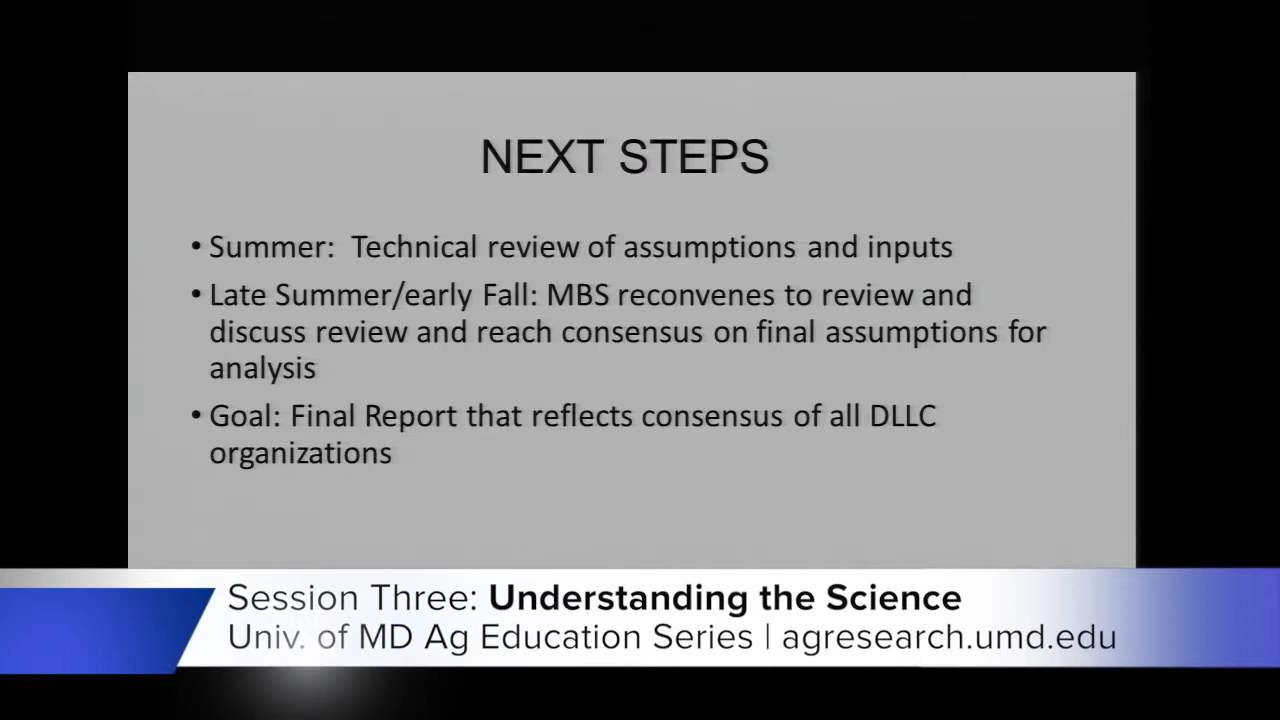 NEXT STEPS
• Summer: Technical review of assumptions and inputs
• Late Summer/early Fall: MBS reconvenes to review and
discuss review and reach consensus on final assumptions for
analysis
• Goal: Final Report that reflects consensus of all DLLC
organizations
Session Three: Understanding the Science
Univ. of MD Ag Education Series | agresearch.umd.edu